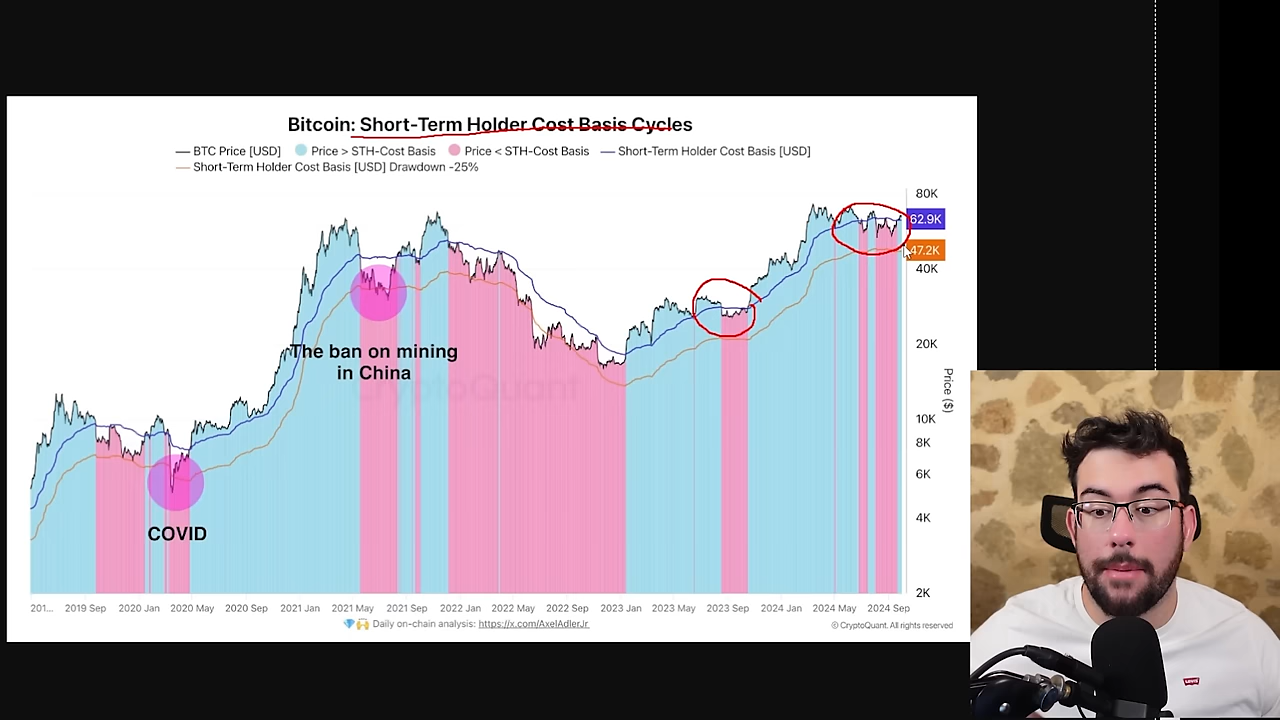 Bitcoin: Short-Term Holder Cost Basis Cycles
BTC Price [USD] Price > STH-Cost Basis Price < STH-Cost Basis Short-Term Holder Cost Basis [USD]
Short-Term Holder Cost Basis [USD] Drawdown -25%
80K
62.9K
47.2K
40K
20K
10K
8K
6K
4K
2K
Price ($)
The ban on mining
in China
CryptoQuant
COVID
201... 2019 Sep 2020 Jan 2020 May 2020 Sep 2021 Jan 2021 May 2021 Sep 2022 Jan 2022 May 2022 Sep 2023 Jan 2023 May 2023 Sep 2024 Jan 2024 May 2024 Sep
Daily on-chain analysis: https://x.com/AxelAdlerJr
© CryptoQuant. All rights reserved
Levi's